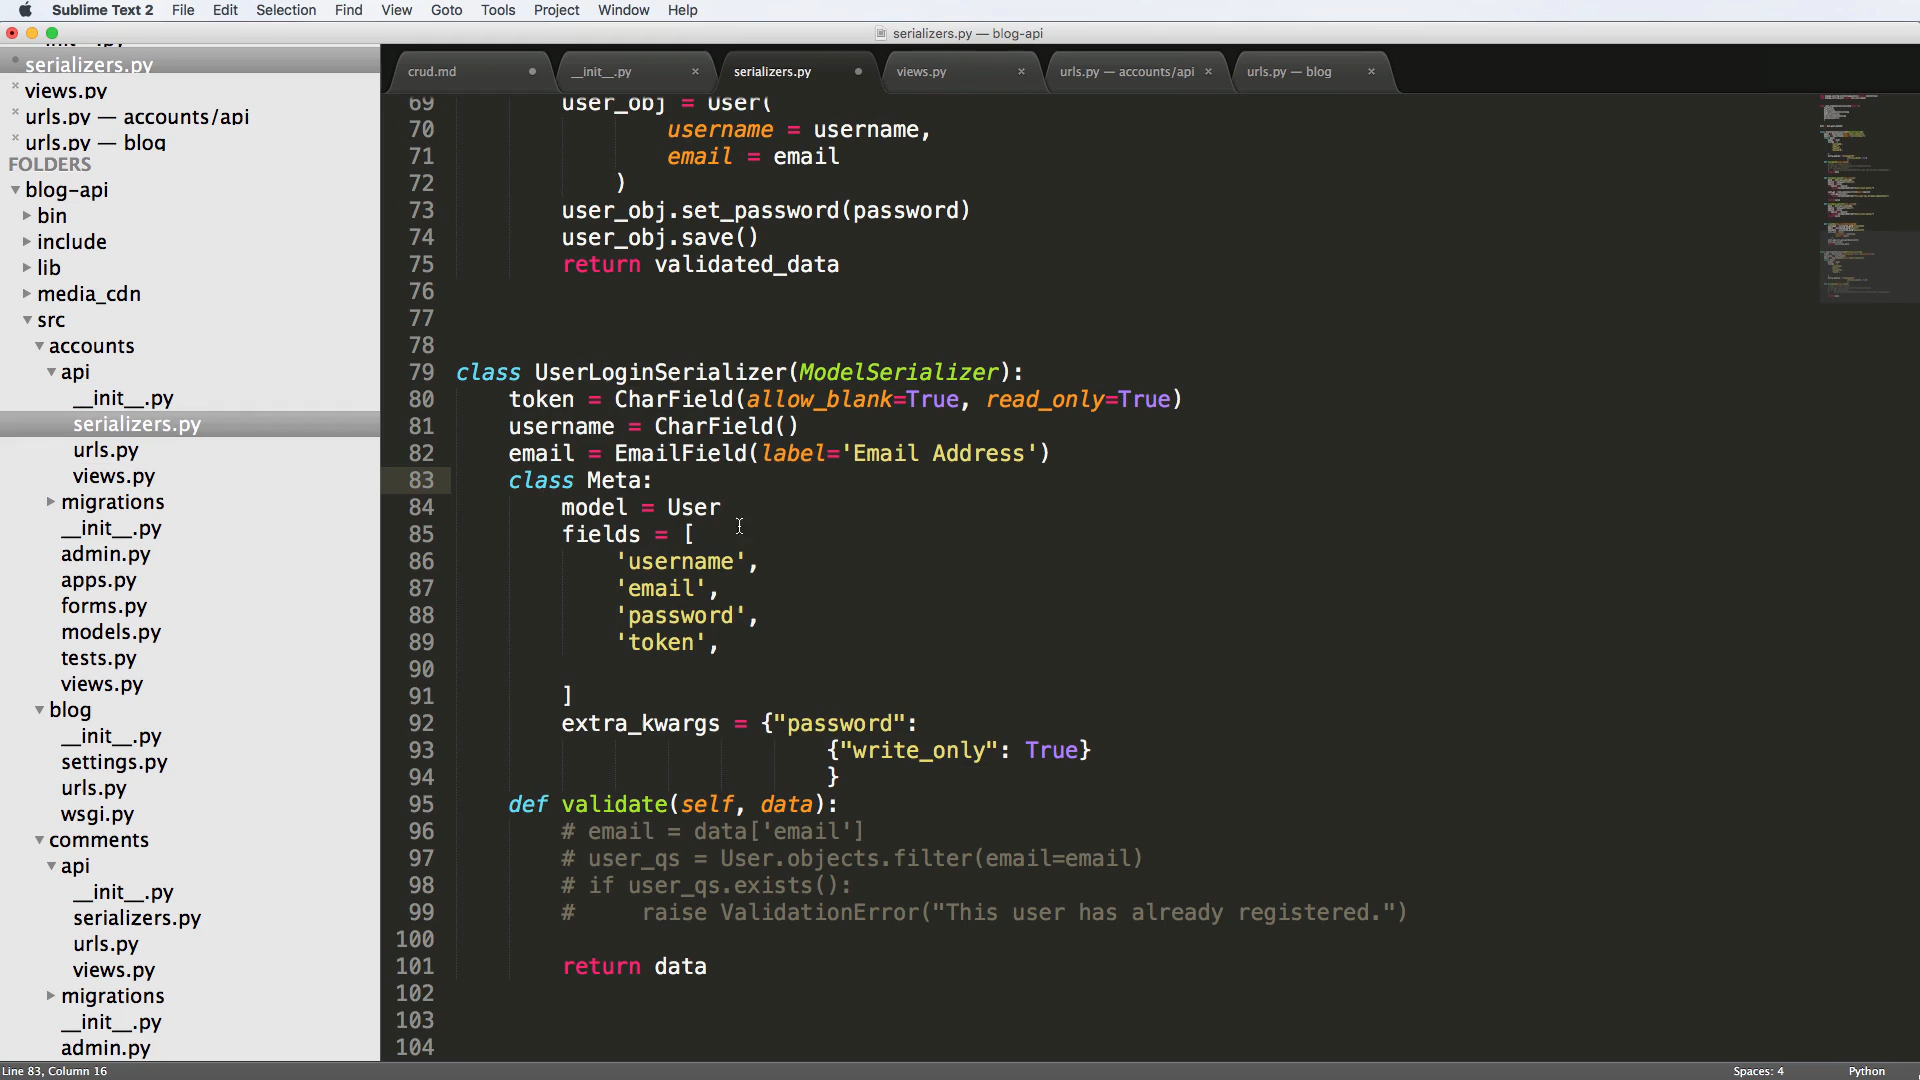 Sublime Text 2 File Edit Selection Find View Goto Tools Project Window Help
serializers.py — blog-api
__init__.py
serializers.py
views.py
urls.py — accounts/api
urls.py — blog
FOLDERS
blog-api
bin
include
lib
media_cdn
src
accounts
api
__init__.py
serializers.py
urls.py
views.py
migrations
__init__.py
admin.py
apps.py
forms.py
models.py
tests.py
views.py
blog
__init__.py
settings.py
urls.py
wsgi.py
comments
api
__init__.py
serializers.py
urls.py
views.py
migrations
__init__.py
admin.py
crud.md __init__.py serializers.py views.py urls.py — accounts/api urls.py — blog
69 user_obj = User(
70 username = username,
71 email = email
72 )
73 user_obj.set_password(password)
74 user_obj.save()
75 return validated_data
76
77
78
79 class UserLoginSerializer(ModelSerializer):
80 token = CharField(allow_blank=True, read_only=True)
81 username = CharField()
82 email = EmailField(label='Email Address')
83 class Meta:
84 model = User
85 fields = [
86 'username',
87 'email',
88 'password',
89 'token',
90
91 ]
92 extra_kwargs = {"password":
93 {"write_only": True}
94 }
95 def validate(self, data):
96 # email = data['email']
97 # user_qs = User.objects.filter(email=email)
98 # if user_qs.exists():
99 # raise ValidationError("This user has already registered.")
100
101 return data
102
103
104
Line 83, Column 16 Spaces: 4 Python